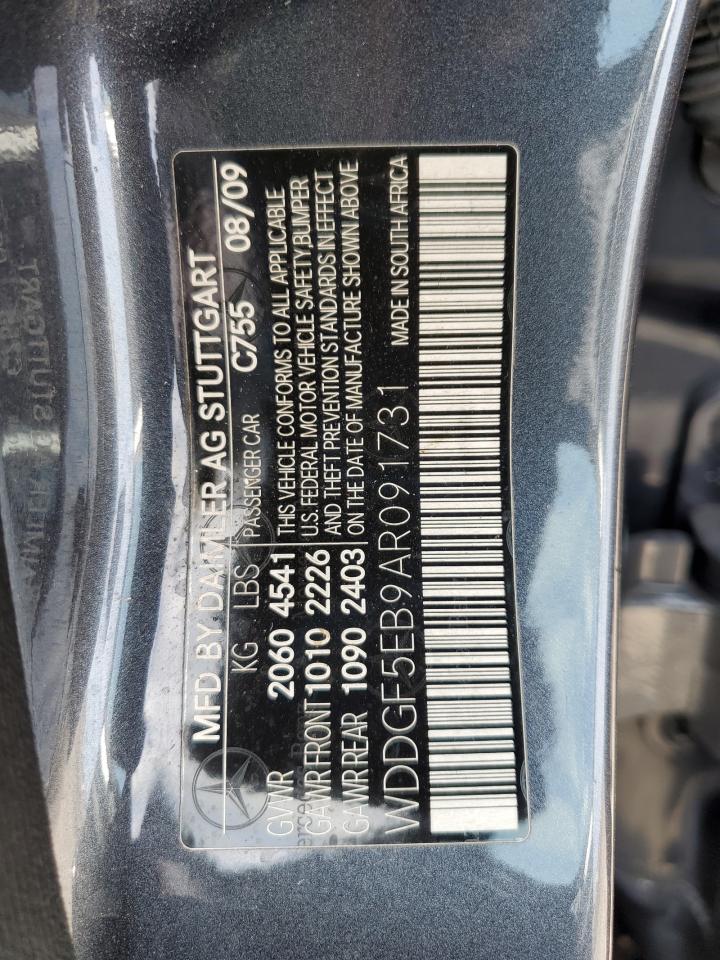 MFD BY DAIMLER AG STUTTGART 08/09
KG LBS PASSENGER CAR C755
GVWR 2060 4541 THIS VEHICLE CONFORMS TO ALL APPLICABLE
GAWR FRONT 1010 2226 U.S. FEDERAL MOTOR VEHICLE SAFETY, BUMPER
GAWR REAR 1090 2403 AND THEFT PREVENTION STANDARDS IN EFFECT
ON THE DATE OF MANUFACTURE SHOWN ABOVE
WDDGF5EB9AR091731 MADE IN SOUTH AFRICA